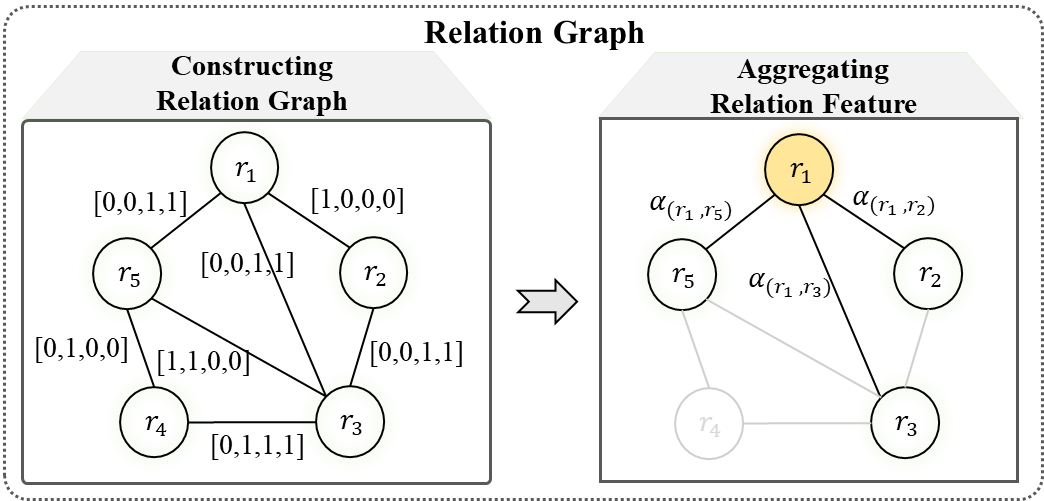 Relation Graph
Constructing
Relation Graph
r₁
[0,0,1,1]
[1,0,0,0]
[0,0,1,1]
r₅
r₂
[0,1,0,0]
[1,1,0,0]
[0,0,1,1]
r₄
r₃
[0,1,1,1]
Aggregating
Relation Feature
r₁
α(r₁,r₅)
α(r₁,r₂)
r₅
α(r₁,r₃)
r₂
r₄
r₃